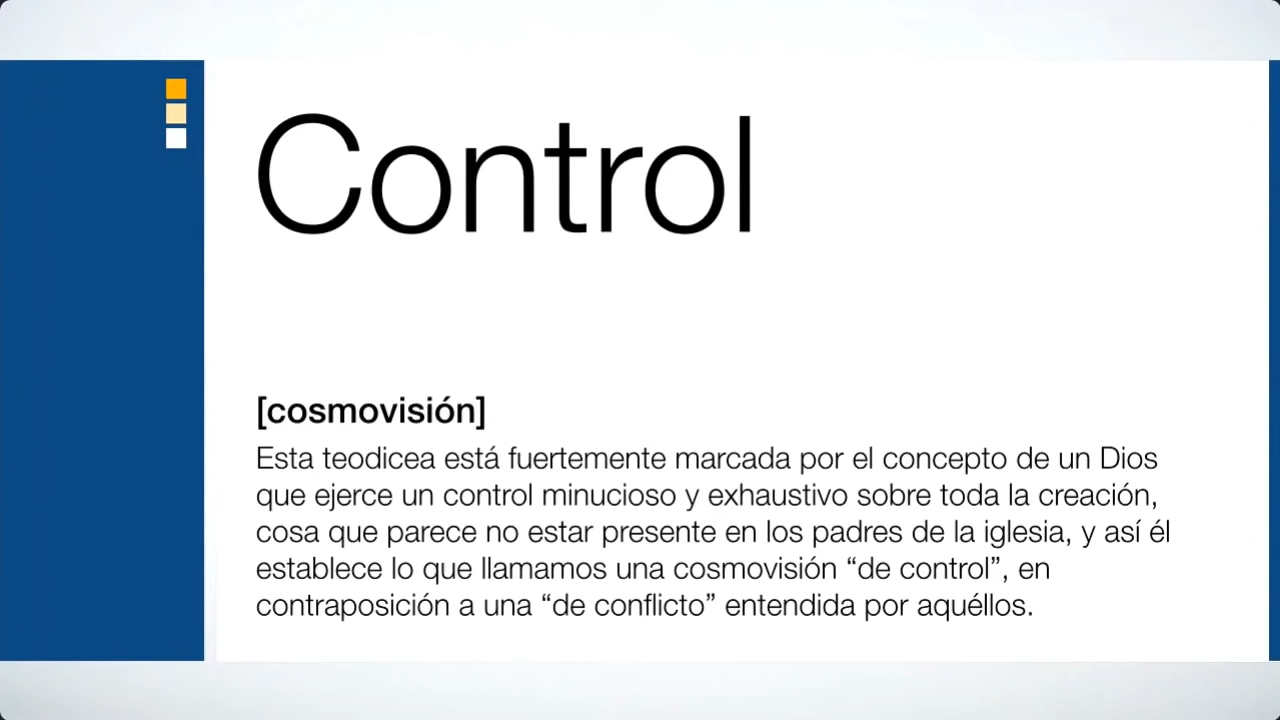 Control
[cosmovisión]
Esta teodicea está fuertemente marcada por el concepto de un Dios
que ejerce un control minucioso y exhaustivo sobre toda la creación,
cosa que parece no estar presente en los padres de la iglesia, y así él
establece lo que llamamos una cosmovisión “de control”, en
contraposición a una “de conflicto” entendida por aquéllos.